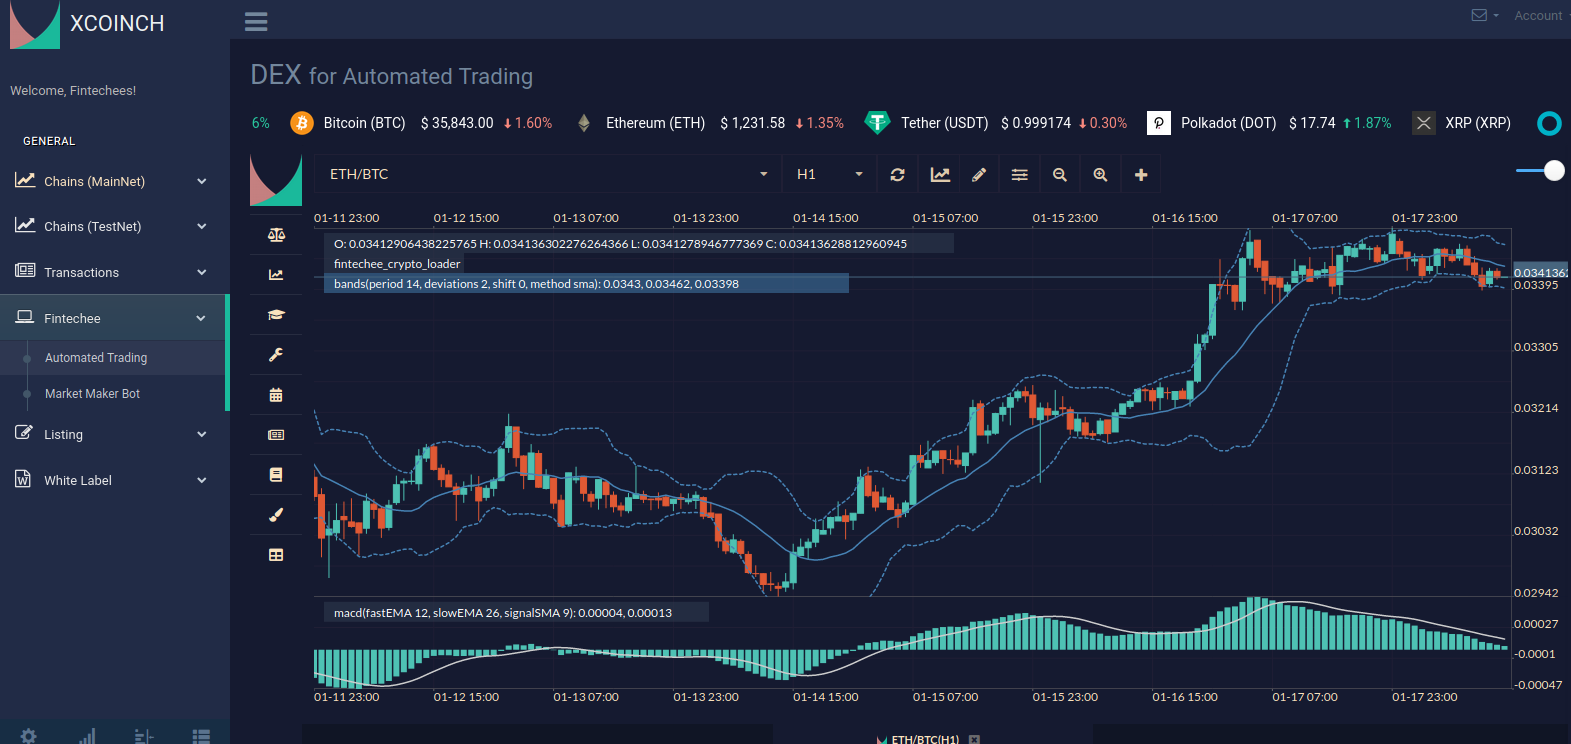 XCOINCH
Account
Welcome, Fintechees!
GENERAL
Chains (MainNet)
Chains (TestNet)
Transactions
Fintechee
Automated Trading
Market Maker Bot
Listing
White Label
DEX for Automated Trading
6% Bitcoin (BTC) $ 35,843.00 1.60% Ethereum (ETH) $ 1,231.58 1.35% Tether (USDT) $ 0.999174 0.30% Polkadot (DOT) $ 17.74 1.87% XRP (XRP)
ETH/BTC H1
01-11 23:00 01-12 15:00 01-13 07:00 01-13 23:00 01-14 15:00 01-15 07:00 01-15 23:00 01-16 15:00 01-17 07:00 01-17 23:00
O: 0.03412906438225765 H: 0.034136302276264366 L: 0.0341278946777369 C: 0.03413628812960945
fintechee_crypto_loader
bands(period 14, deviations 2, shift 0, method sma): 0.0343, 0.03462, 0.03398
0.034136
0.03395
0.03305
0.03214
0.03123
0.03032
0.02942
macd(fastEMA 12, slowEMA 26, signalSMA 9): 0.00004, 0.00013
0.00027
-0.0001
-0.00047
01-11 23:00 01-12 15:00 01-13 07:00 01-13 23:00 01-14 15:00 01-15 07:00 01-15 23:00 01-16 15:00 01-17 07:00 01-17 23:00
ETH/BTC(H1)